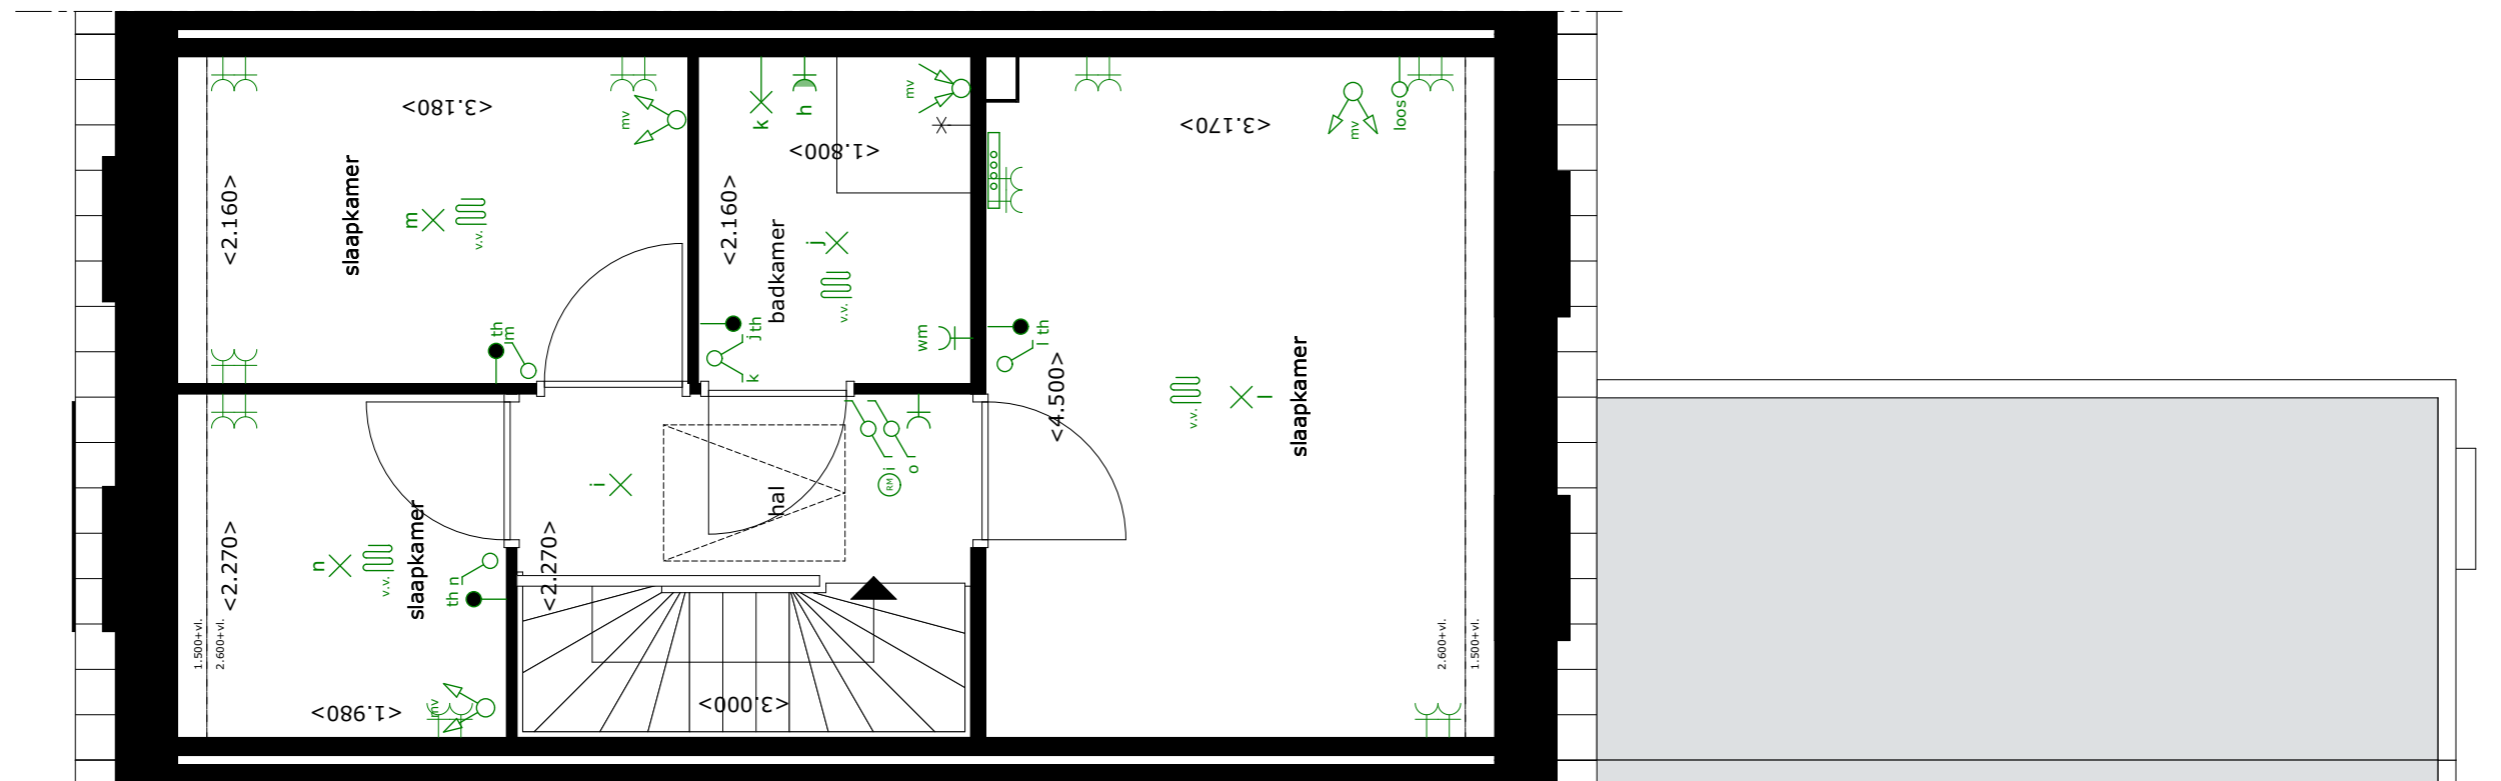 <3.180>
mv
k
h
mv
<1.800>
<3.170>
mv
loos
<2.160>
slaapkamer
m
v.v.
<2.160>
badkamer
j
v.v.
th
m
j th
k
wm
l th
<4.500>
v.v.
l
slaapkamer
i
hal
RM
i
o
n
v.v.
slaapkamer
th n
<2.270>
<2.270>
1.500+vl.
2.600+vl.
2.600+vl.
1.500+vl.
<1.980>
mv
<3.000>